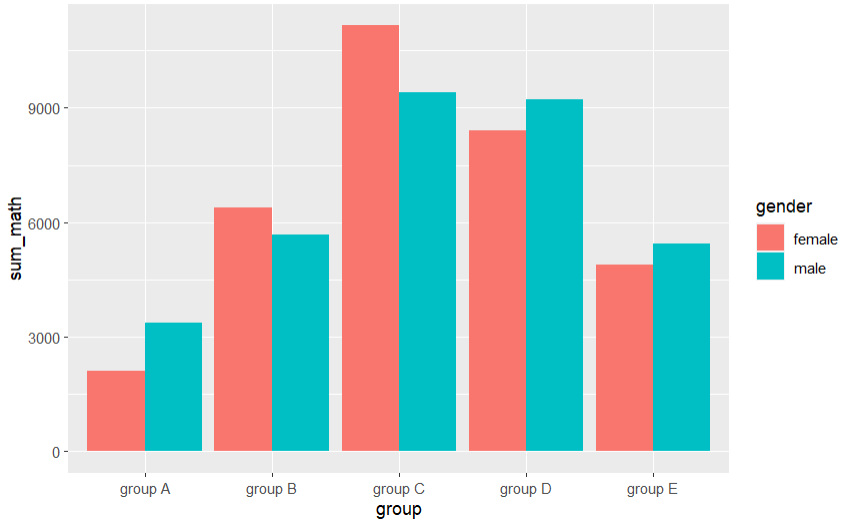 sum_math
9000
6000
3000
0
group A group B group C group D group E
group
gender
female
male